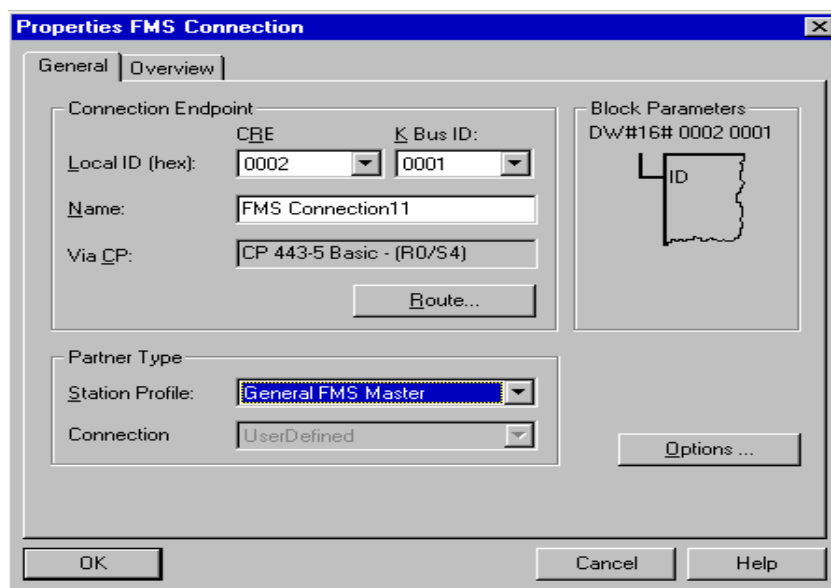 Properties FMS Connection
General
Overview
Connection Endpoint
CRE
K Bus ID:
Local ID (hex):
0002
0001
Name:
FMS Connection11
Via CP:
CP 443-5 Basic - (R0/S4)
Route...
Block Parameters
DW#16# 0002 0001
ID
Partner Type
Station Profile:
General FMS Master
Connection
UserDefined
Options ...
OK
Cancel
Help